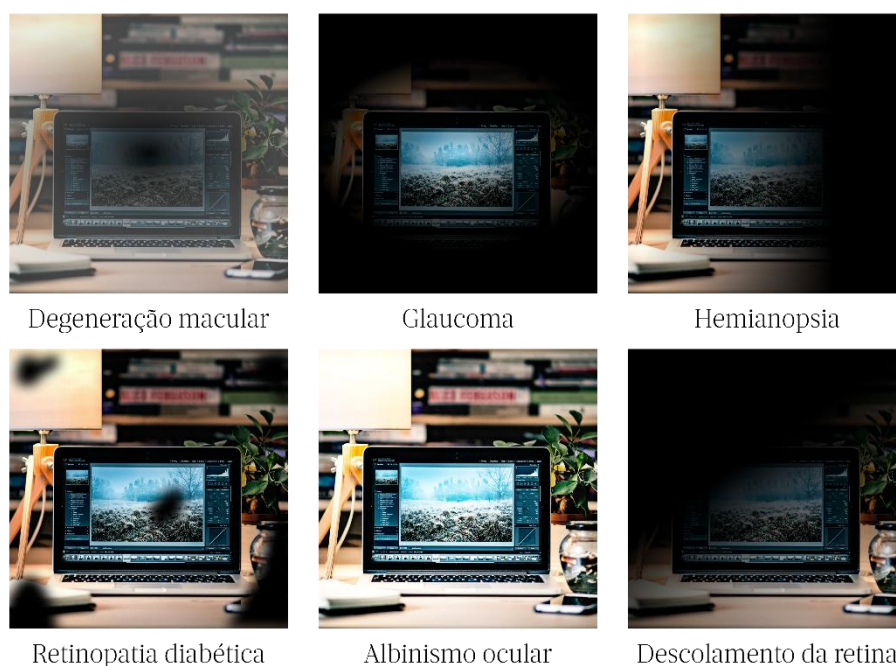 Degeneração macular
Glaucoma
Hemianopsia
Retinopatia diabética
Albinismo ocular
Descolamento da retina